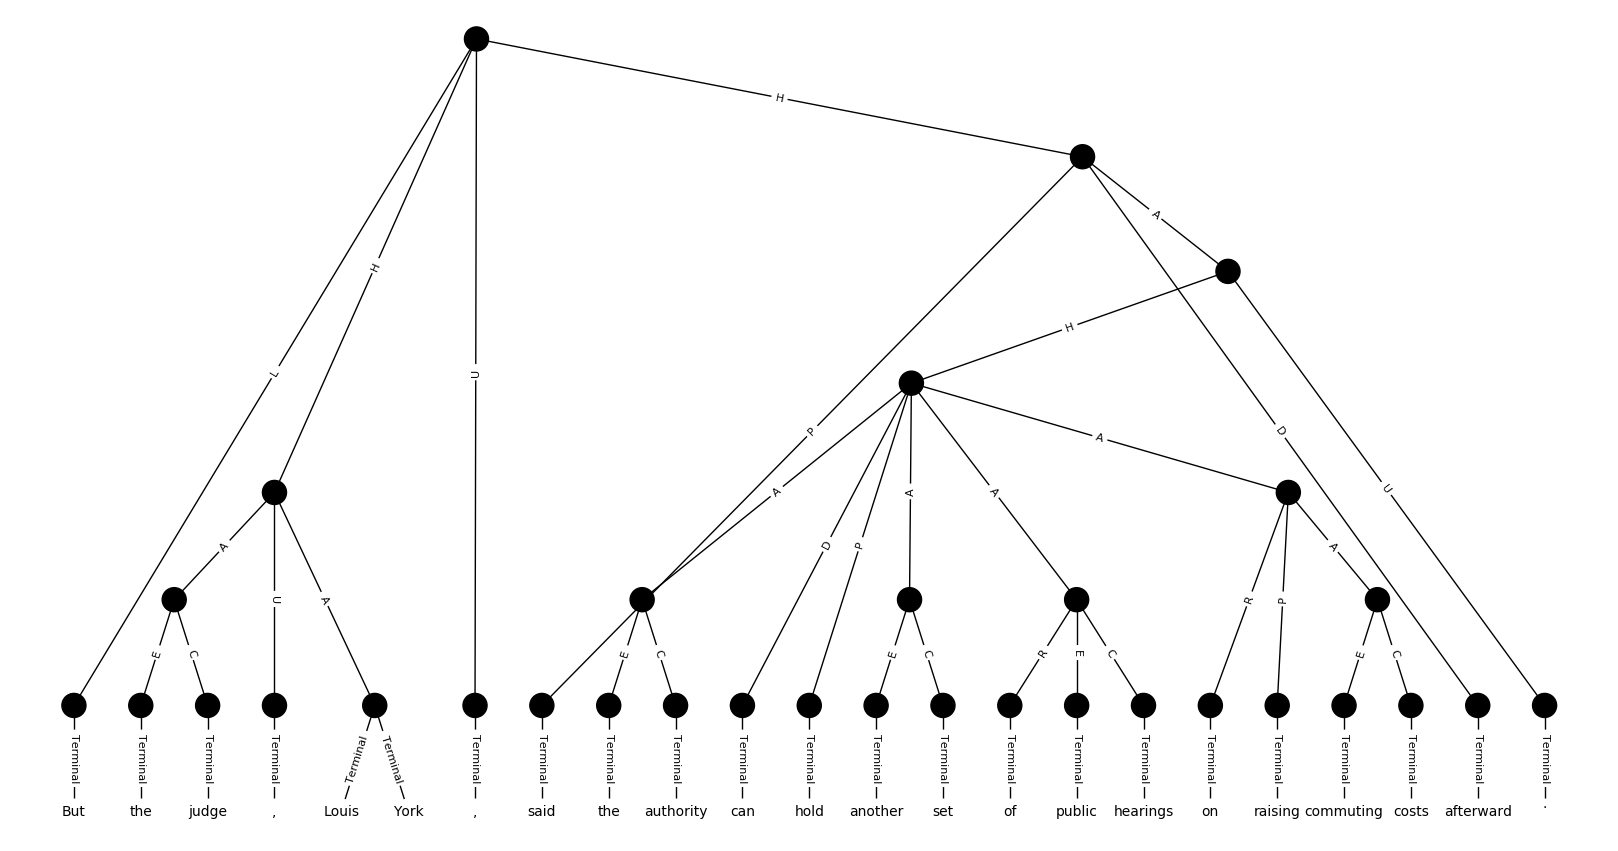 H
A
H
P
L
H
U
A
D
A
D
P
A
A
U
A
U
A
R
P
A
E
C
E
C
E
C
R
E
C
E
C
Terminal Terminal Terminal Terminal Terminal Terminal Terminal Terminal Terminal Terminal Terminal Terminal Terminal Terminal Terminal Terminal Terminal Terminal Terminal Terminal Terminal Terminal Terminal Terminal
But the judge , Louis York , said the authority can hold another set of public hearings on raising commuting costs afterward .